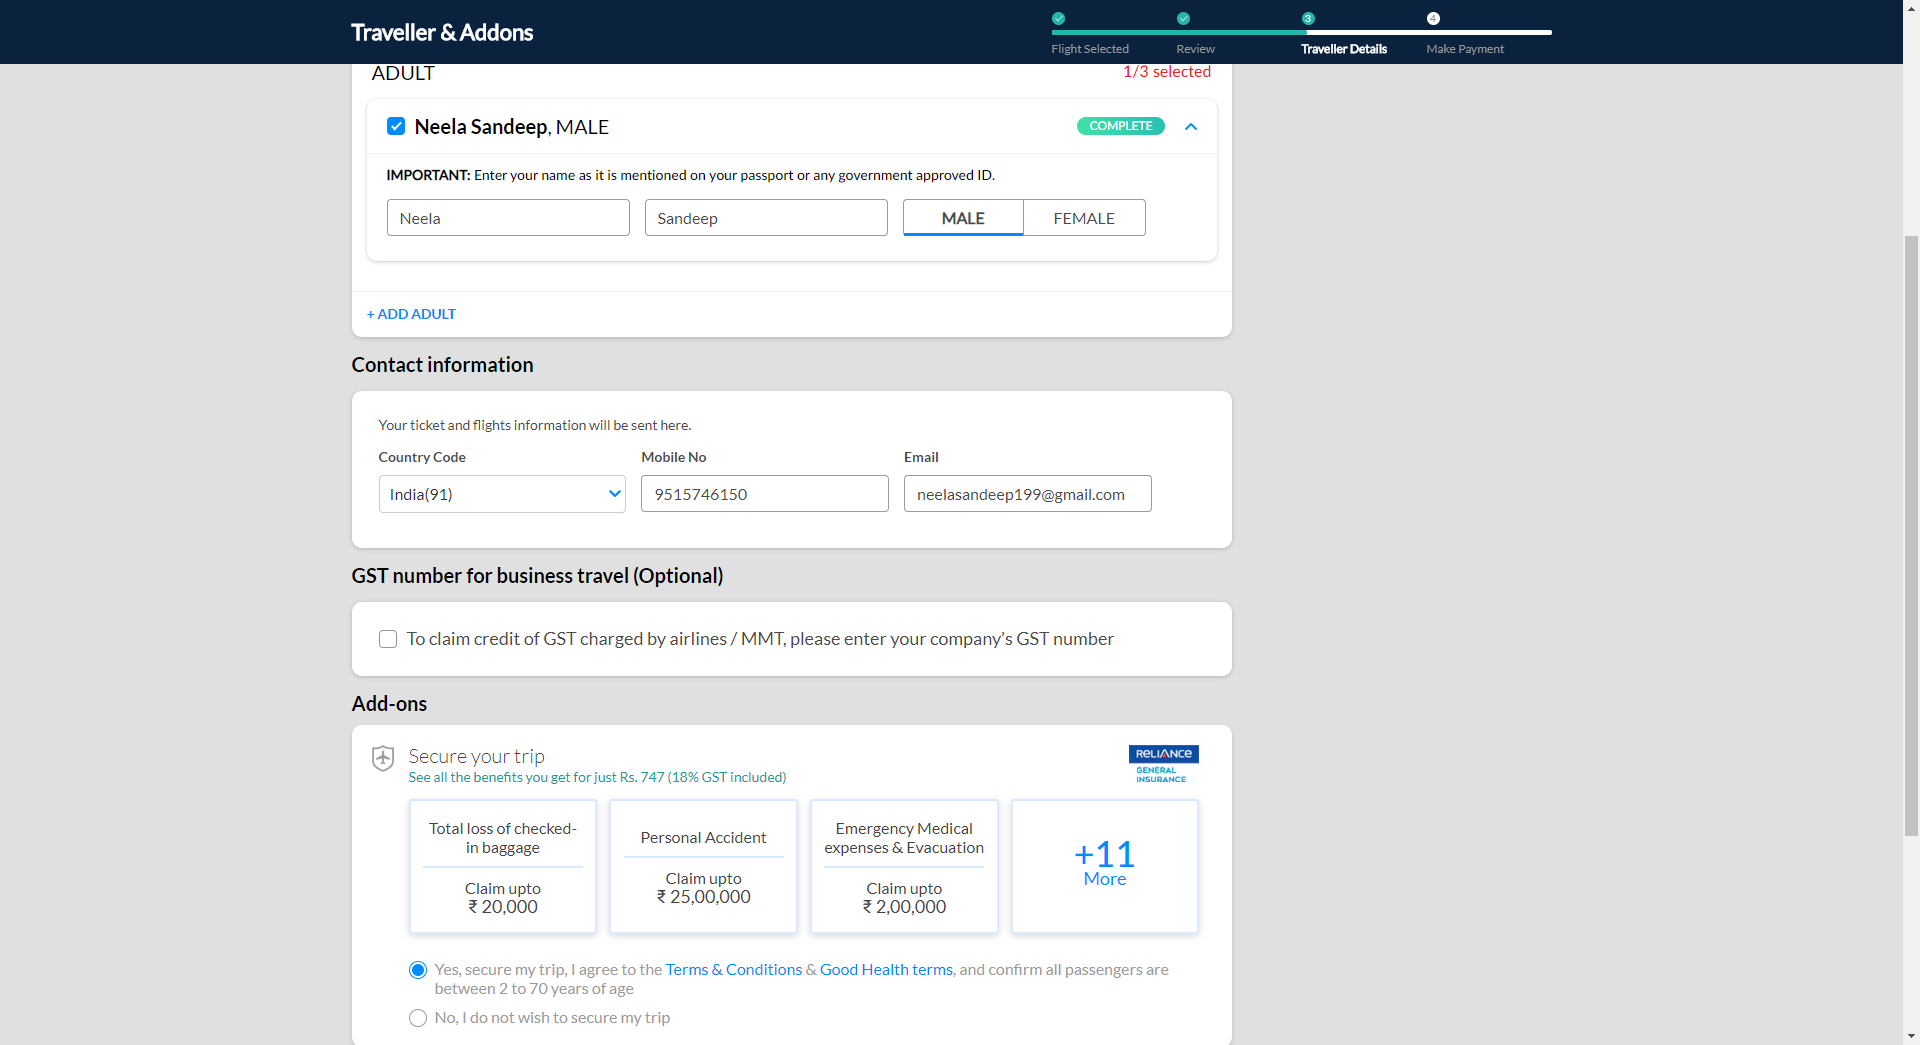 Traveller & Addons
Flight Selected
Review
3
Traveller Details
4
Make Payment
ADULT
1/3 selected
Neela Sandeep, MALE
COMPLETE
IMPORTANT: Enter your name as it is mentioned on your passport or any government approved ID.
Neela
Sandeep
MALE
FEMALE
+ ADD ADULT
Contact information
Your ticket and flights information will be sent here.
Country Code
Mobile No
Email
India(91)
9515746150
neelasandeep199@gmail.com
GST number for business travel (Optional)
To claim credit of GST charged by airlines / MMT, please enter your company’s GST number
Add-ons
Secure your trip
See all the benefits you get for just Rs. 747 (18% GST included)
RELIANCE
GENERAL
INSURANCE
Total loss of checked-
in baggage
Claim upto
₹ 20,000
Personal Accident
Claim upto
₹ 25,00,000
Emergency Medical
expenses & Evacuation
Claim upto
₹ 2,00,000
+11
More
Yes, secure my trip, I agree to the Terms & Conditions & Good Health terms, and confirm all passengers are
between 2 to 70 years of age
No, I do not wish to secure my trip